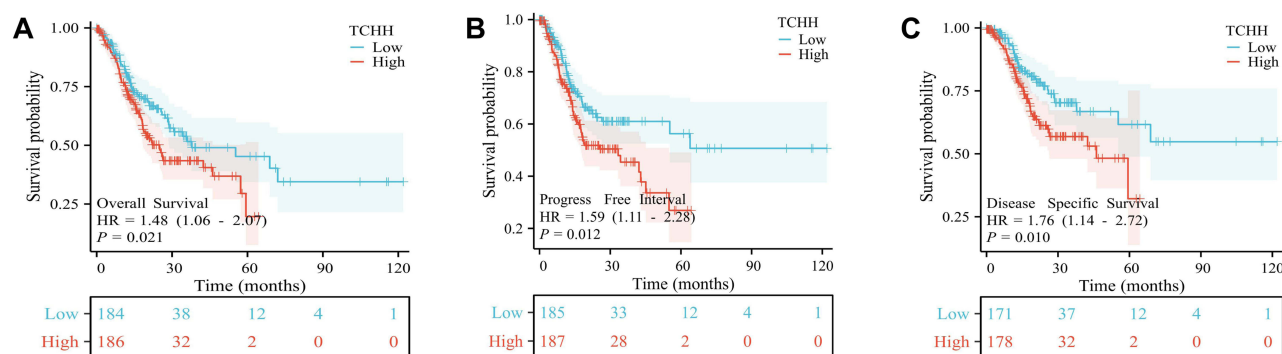 A
TCHH
Low
High
Survival probability
1.00
0.75
0.50
0.25
Overall Survival
HR = 1.48 (1.06 - 2.07)
P = 0.021
0 30 60 90 120
Time (months)
Low 184 38 12 4 1
High 186 32 2 0 0
B
TCHH
Low
High
Survival probability
1.0
0.8
0.6
0.4
0.2
Progress Free Interval
HR = 1.59 (1.11 - 2.28)
P = 0.012
0 30 60 90 120
Time (months)
Low 185 33 12 4 1
High 187 28 2 0 0
C
TCHH
Low
High
Survival probability
1.00
0.75
0.50
0.25
Disease Specific Survival
HR = 1.76 (1.14 - 2.72)
P = 0.010
0 30 60 90 120
Time (months)
Low 171 37 12 4 1
High 178 32 2 0 0